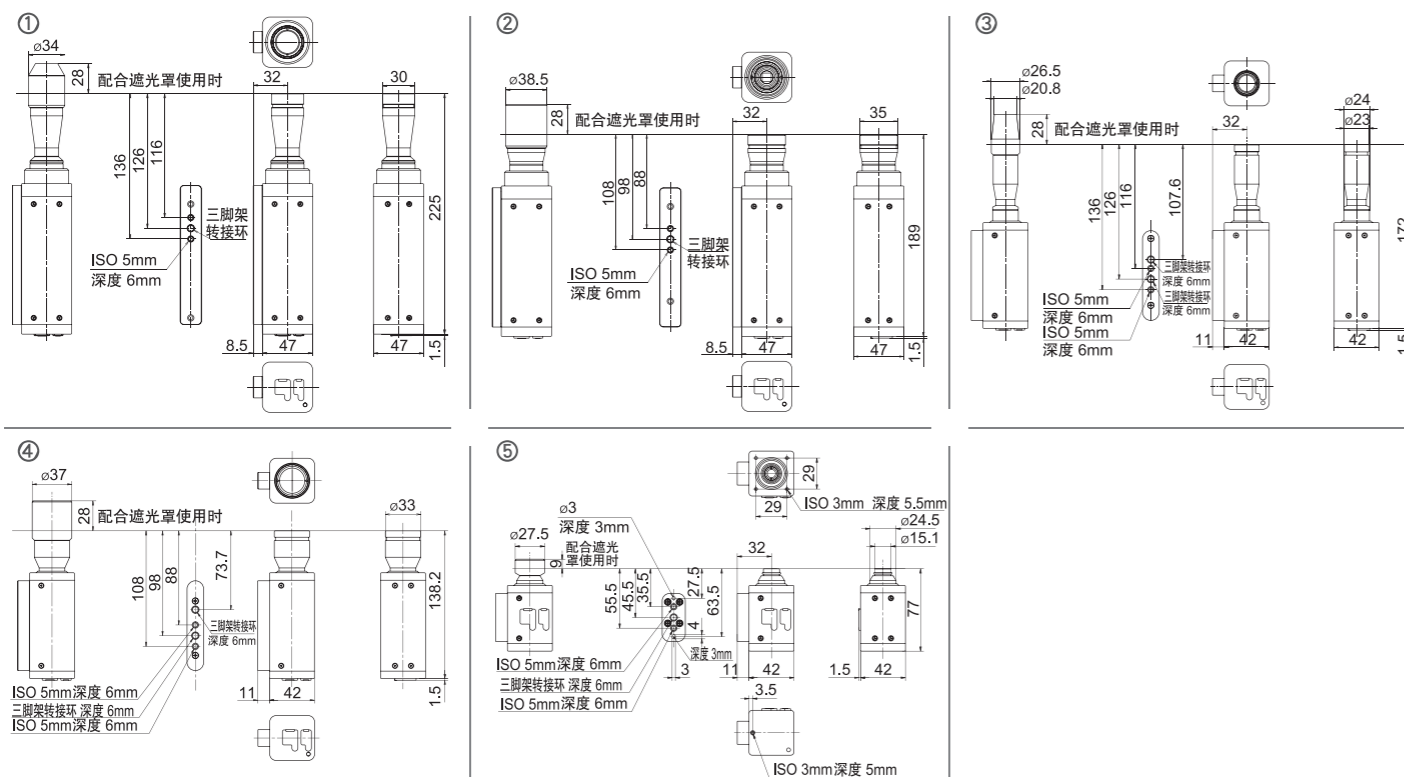 ①
ø34
28
配合遮光罩使用时
136
126
116
三脚架
转接环
ISO 5mm
深度 6mm
32
30
225
8.5
47
47
1.5
②
ø38.5
28
配合遮光罩使用时
108
98
88
三脚架
转接环
ISO 5mm
深度 6mm
32
35
189
8.5
47
47
1.5
③
ø26.5
ø20.8
28
配合遮光罩使用时
136
126
116
107.6
三脚架转接环
深度 6mm
三脚架转接环
深度 6mm
ISO 5mm
深度 6mm
ISO 5mm
深度 6mm
32
ø24
ø23
172
11
42
42
1.5
④
ø37
28
配合遮光罩使用时
108
98
88
73.7
三脚架转接环
深度 6mm
ISO 5mm深度 6mm
三脚架转接环 深度 6mm
ISO 5mm深度 6mm
ø33
138.2
11
42
1.5
⑤
29
29
ISO 3mm 深度 5.5mm
ø3
深度 3mm
ø27.5
配合遮光
罩使用时
9
55.5
45.5
35.5
27.5
63.5
4
深度 3mm
3
ISO 5mm深度 6mm
三脚架转接环 深度 6mm
ISO 5mm深度 6mm
32
ø24.5
ø15.1
77
11
42
1.5
42
3.5
ISO 3mm深度 5mm